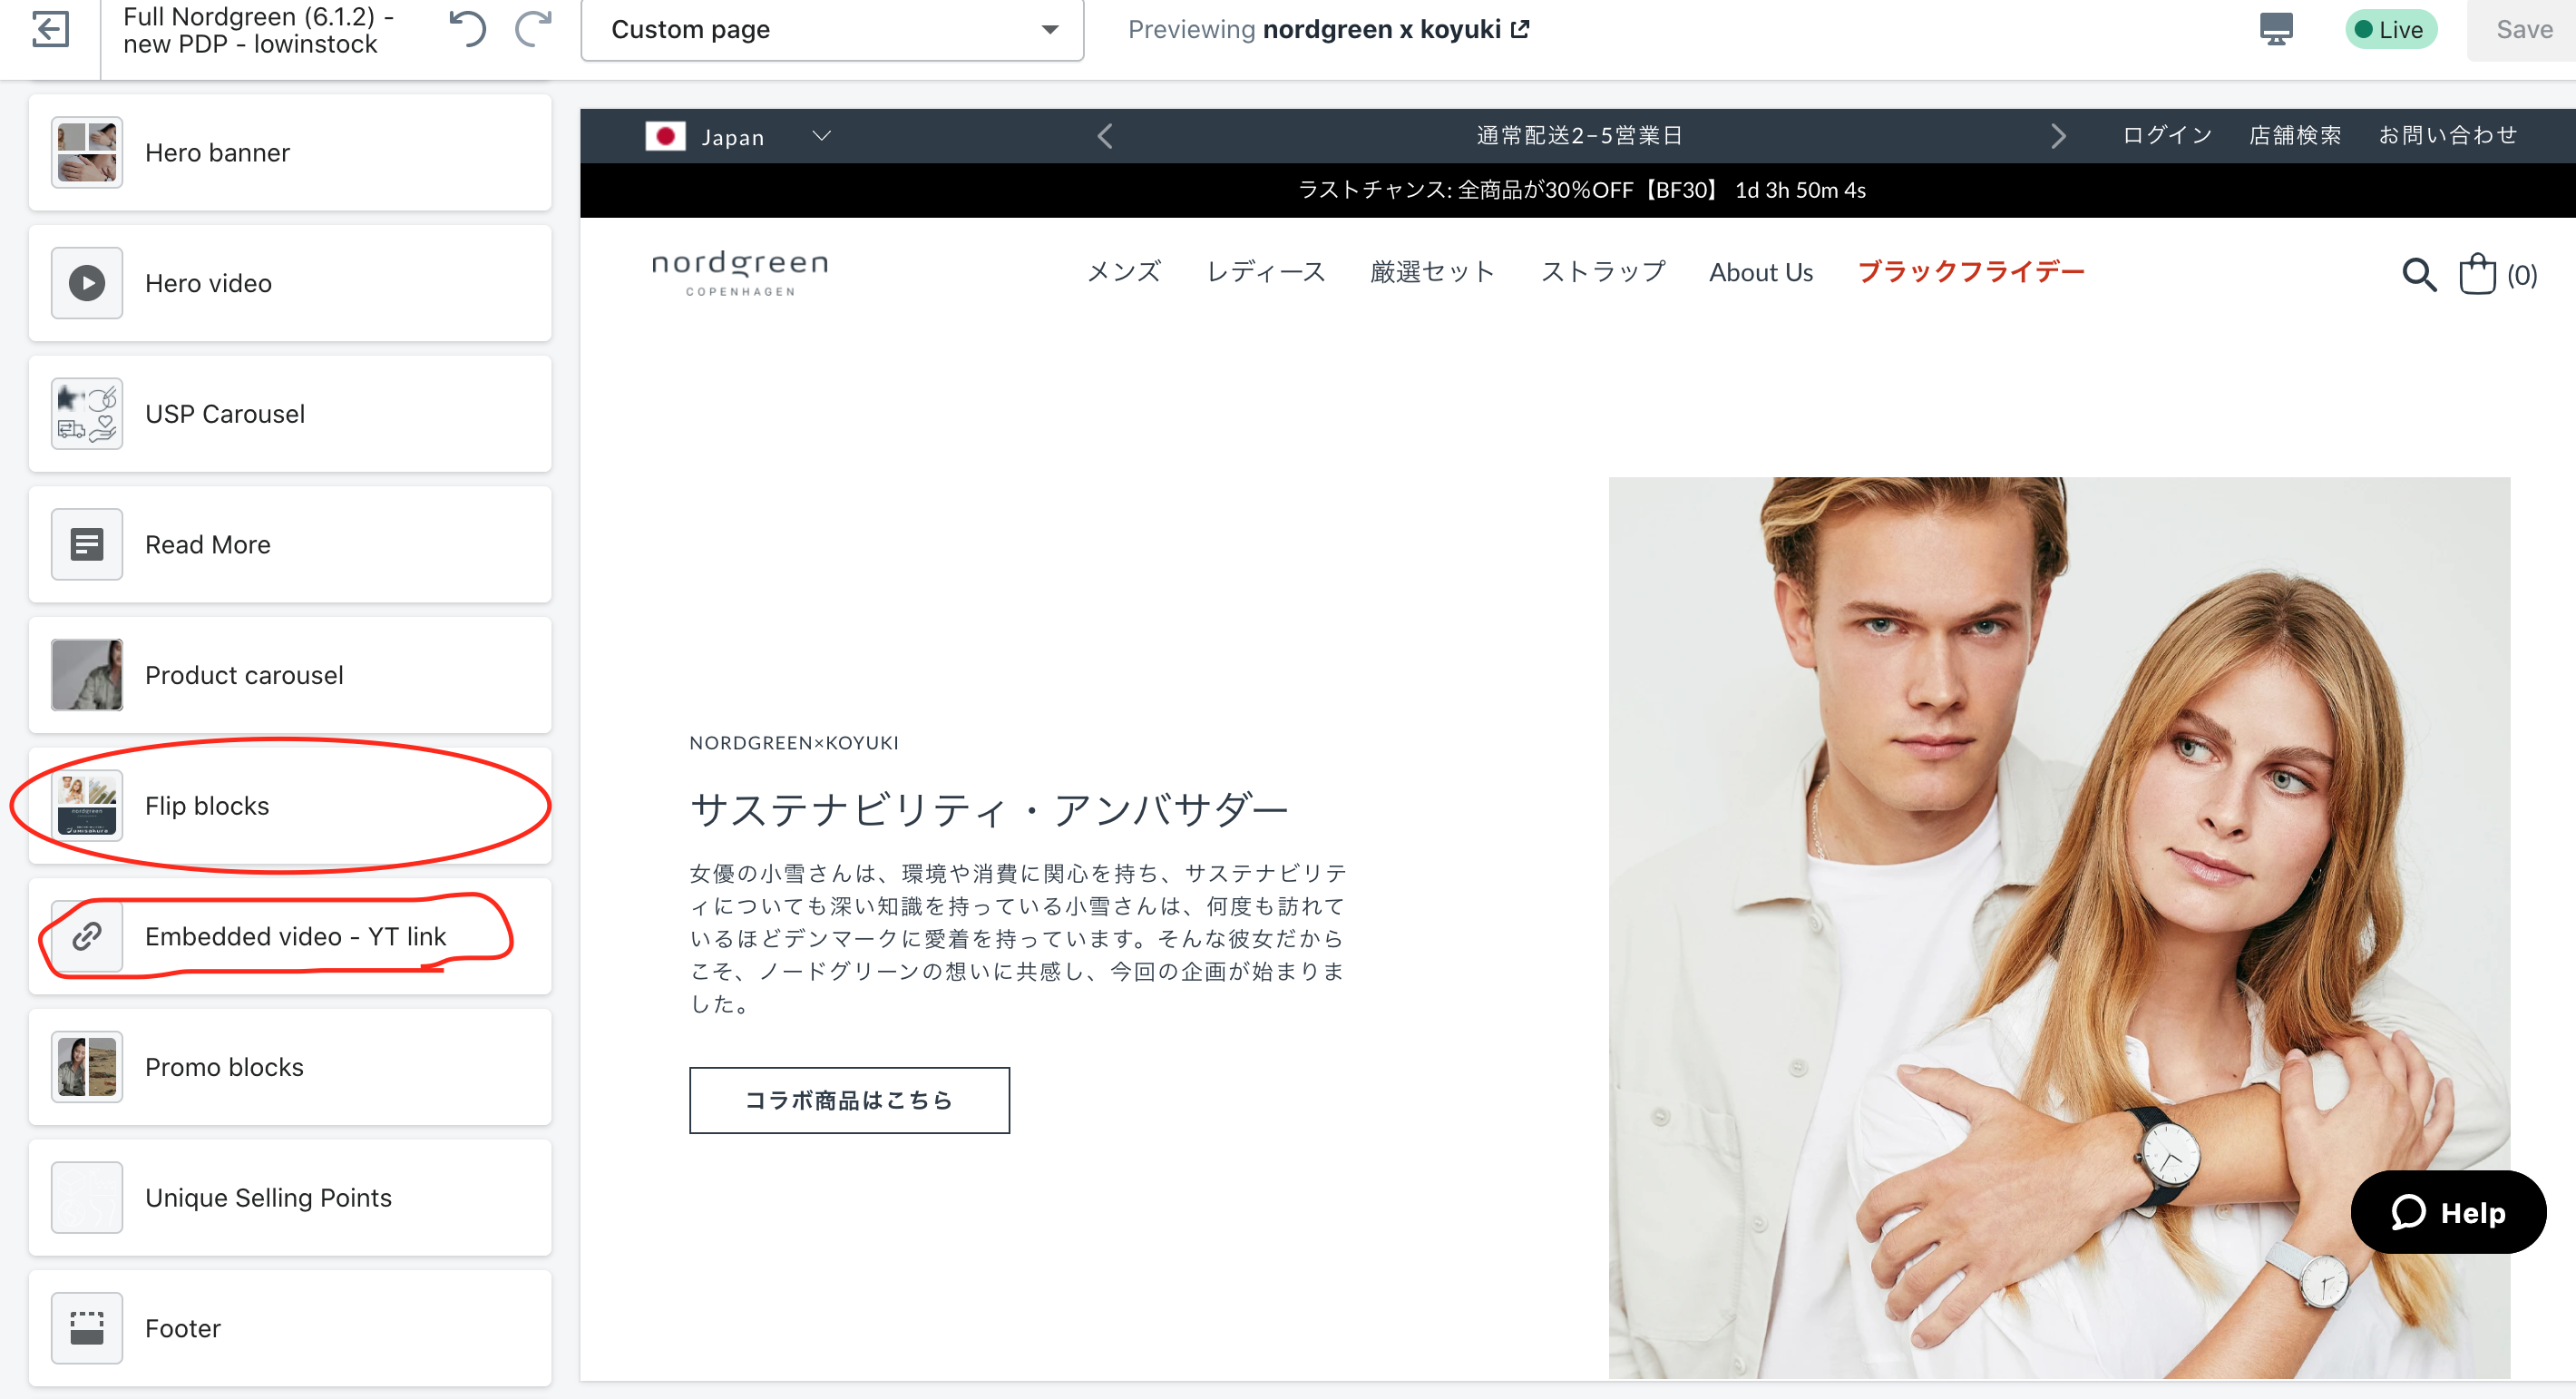 Full Nordgreen (6.1.2) -
new PDP - lowinstock
Custom page
Previewing nordgreen x koyuki
Live
Save
Hero banner
Hero video
USP Carousel
Read More
Product carousel
Flip blocks
Embedded video - YT link
Promo blocks
Unique Selling Points
Footer
Japan
通常配送2-5営業日
ログイン 店舗検索 お問い合わせ
ラストチャンス: 全商品が30%OFF【BF30】 1d 3h 50m 4s
nordgreen
COPENHAGEN
メンズ レディース 厳選セット ストラップ About Us ブラックフライデー
(0)
NORDGREEN×KOYUKI
サステナビリティ・アンバサダー
女優の小雪さんは、環境や消費に関心を持ち、サステナビリテ
ィについても深い知識を持っている小雪さんは、何度も訪れて
いるほどデンマークに愛着を持っています。そんな彼女だから
こそ、ノードグリーンの想いに共感し、今回の企画が始まりま
した。
コラボ商品はこちら
Help